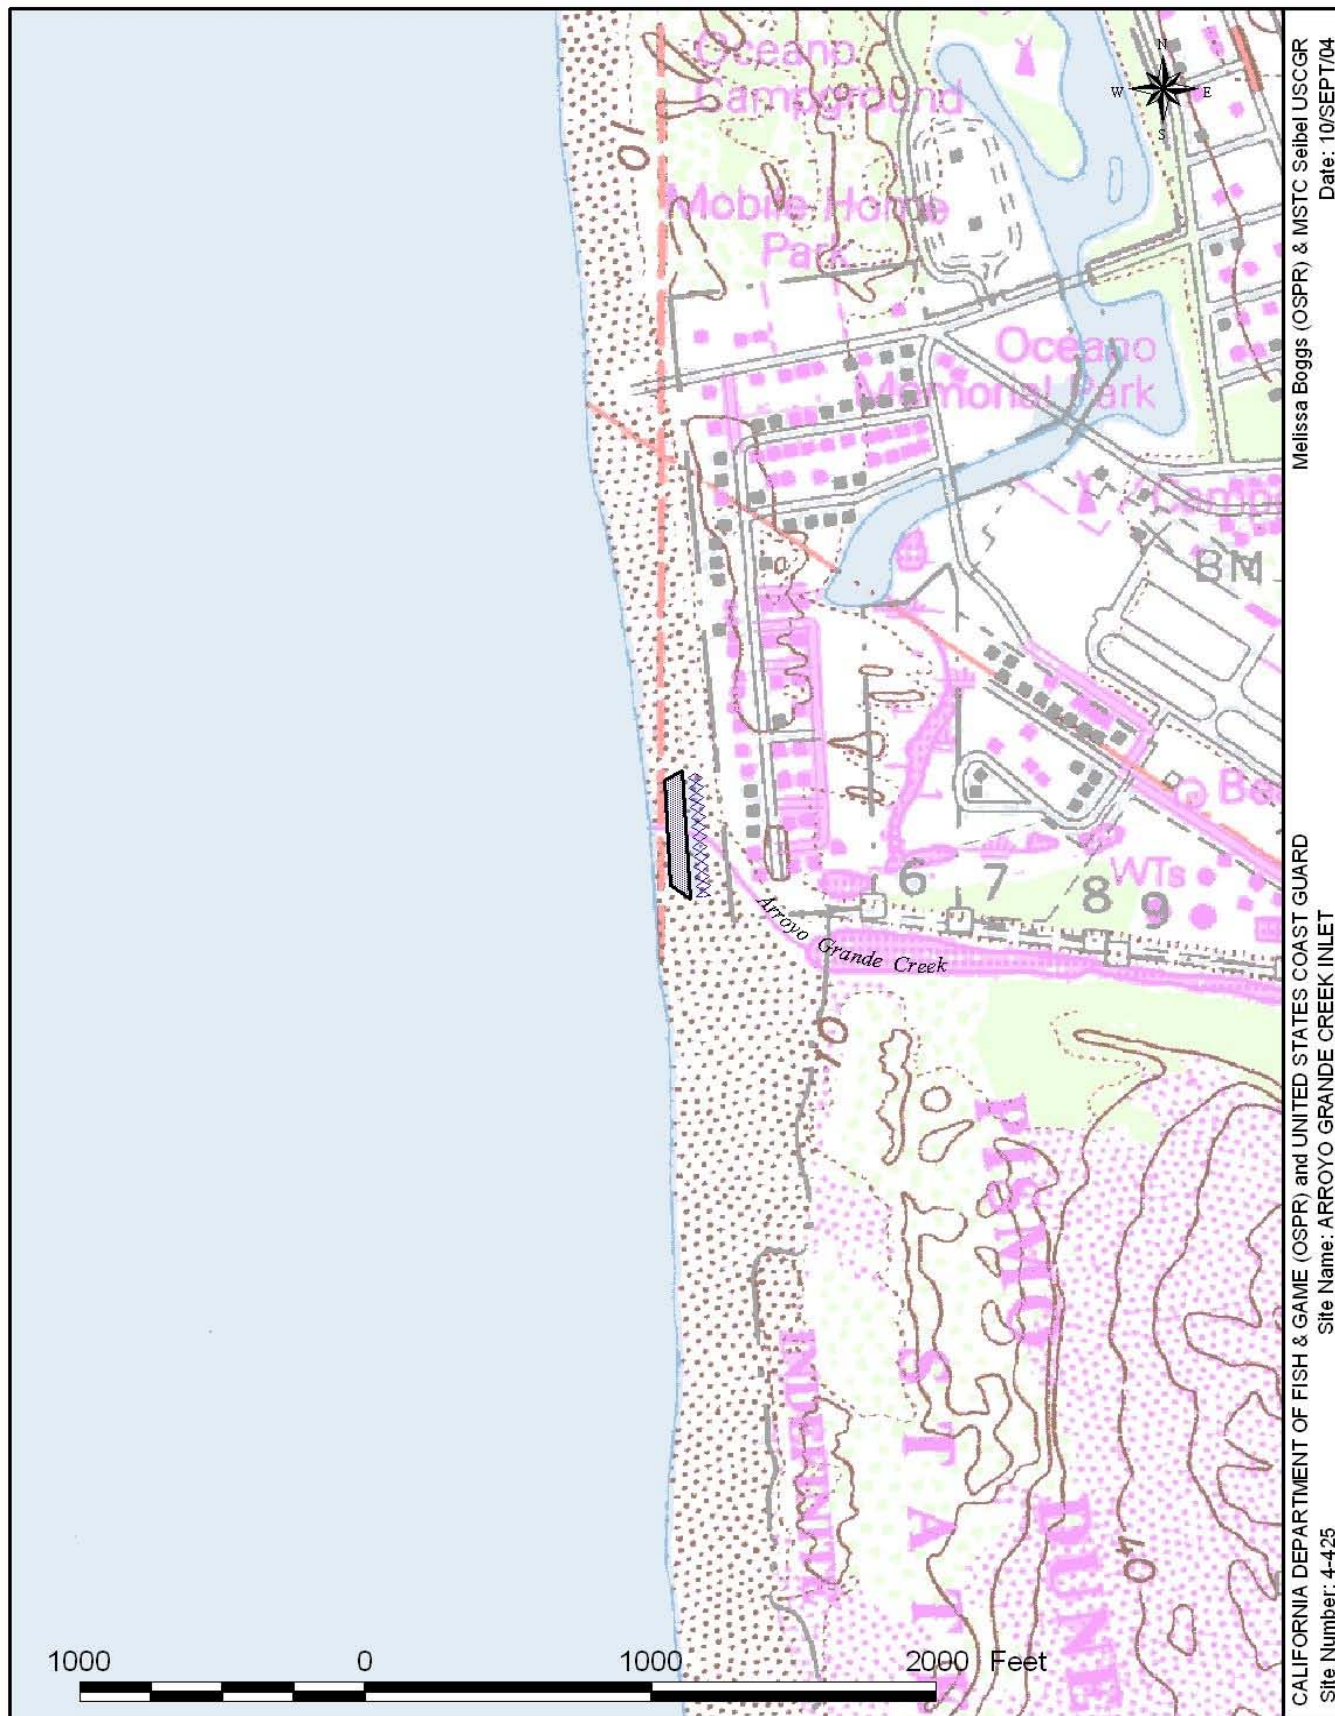 Oceano
Campground
N
W E
S
10
Mobile Home
Park
Oceano
Memorial Park
BM
WTs
6 7 8 9
Arroyo Grande Creek
10
PISMO
STATE
INDEFINITE
DUNE
40
1000 0 1000 2000 Feet
CALIFORNIA DEPARTMENT OF FISH & GAME (OSPR) and UNITED STATES COAST GUARD
Melissa Boggs (OSPR) & MSTC Seibel USCGR
Site Number: 4-425
Site Name: ARROYO GRANDE CREEK INLET
Date: 10/SEPT/04